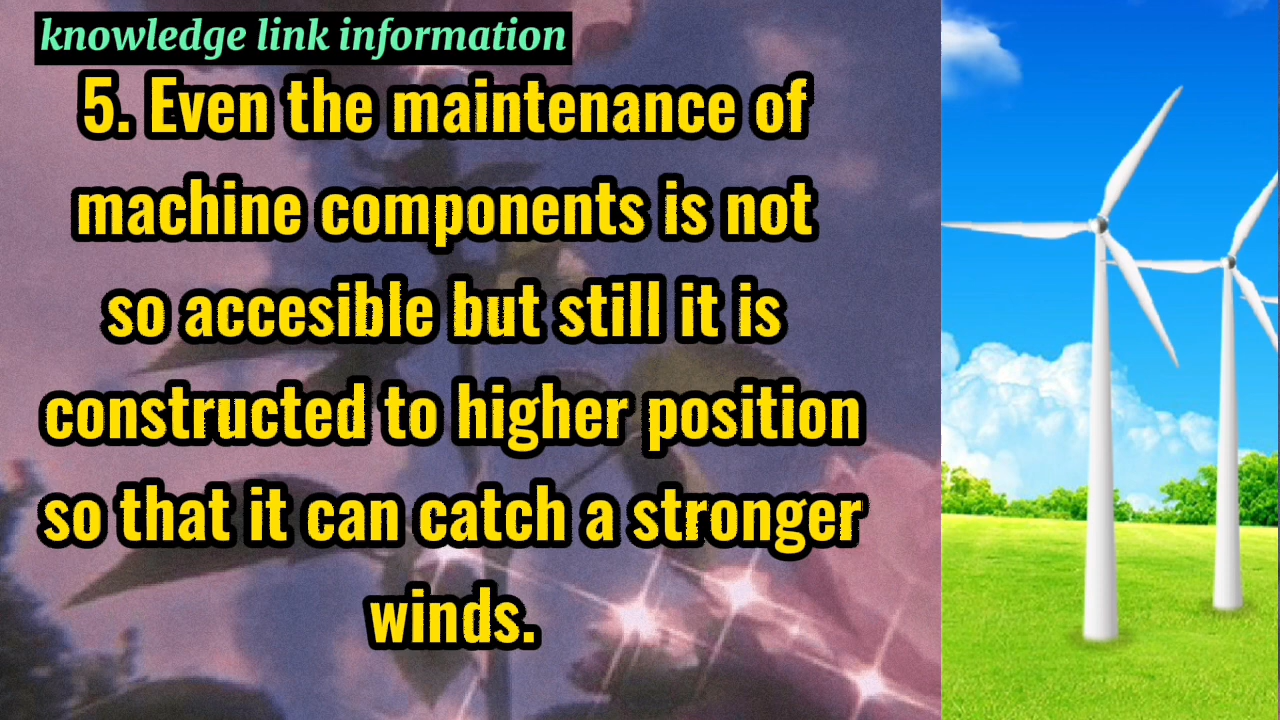 knowledge link information
5. Even the maintenance of
machine components is not
so accesible but still it is
constructed to higher position
so that it can catch a stronger
winds.